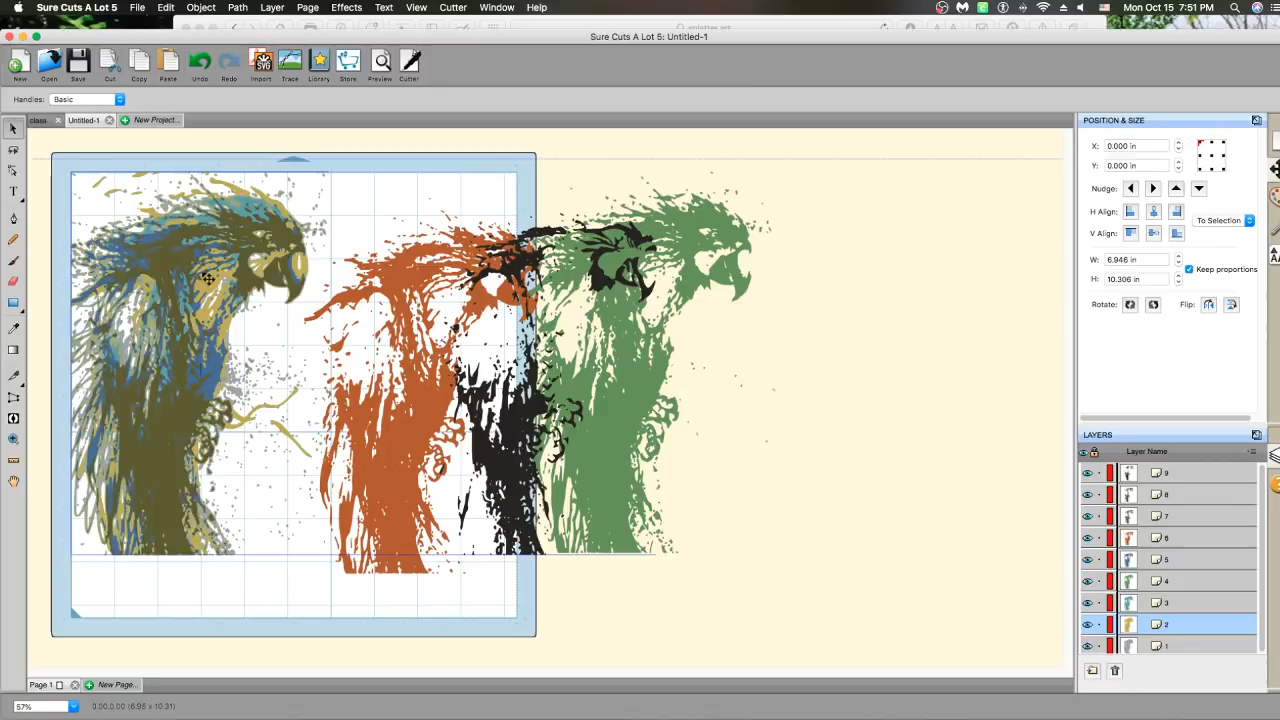 Sure Cuts A Lot 5 File Edit Object Path Layer Page Effects Text View Cutter Window Help Mon Oct 15 7:51 PM
Sure Cuts A Lot 5: Untitled-1
New Open Save Cut Copy Paste Undo Redo Import Trace Library Store Preview Cutter
SVG
Handles: Basic
class Untitled-1 New Project...
POSITION & SIZE
X: 0.000 in
Y: 0.000 in
Nudge:
H Align: To Selection
V Align:
W: 6.946 in
H: 10.306 in Keep proportions
Rotate: Flip:
LAYERS
Layer Name
9
8
7
6
5
4
3
2
1
Page 1 New Page...
57% 0.00,0.00 (6.95 x 10.31)